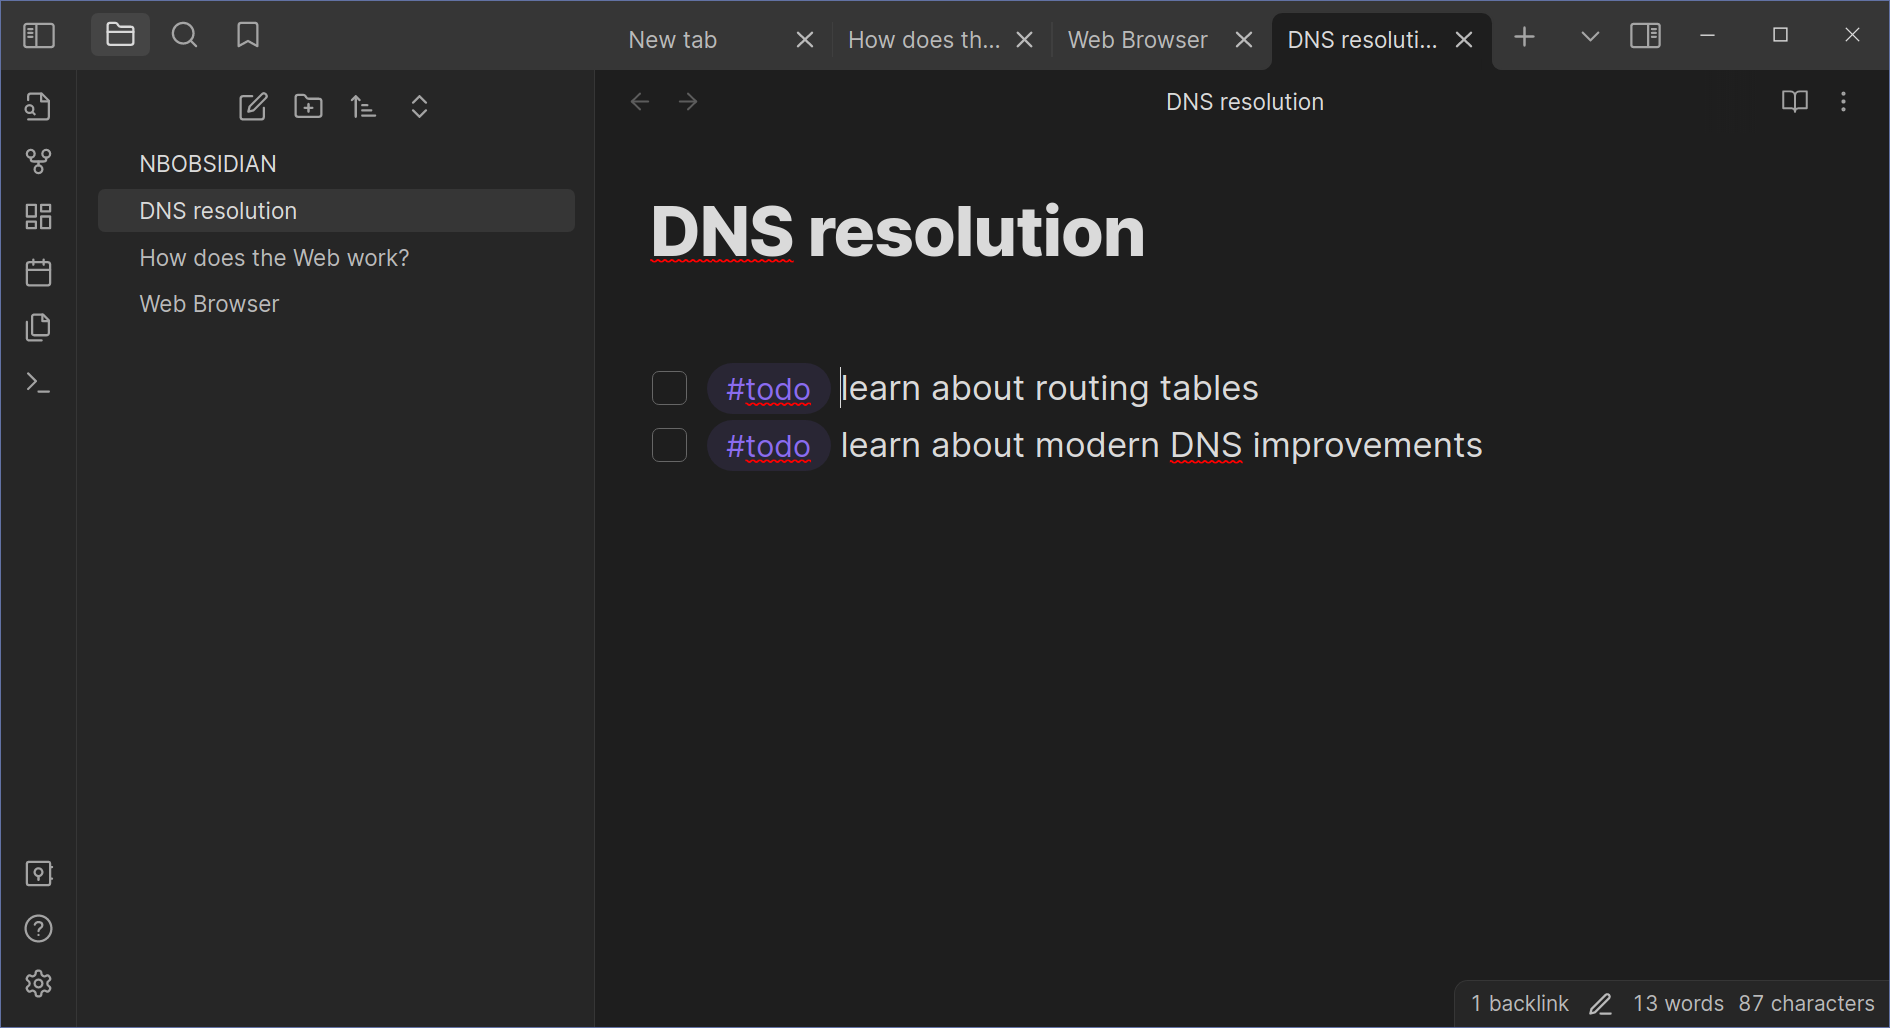 New tab
How does th...
Web Browser
DNS resoluti...
NBOBSIDIAN
DNS resolution
How does the Web work?
Web Browser
DNS resolution
DNS resolution
#todo learn about routing tables
#todo learn about modern DNS improvements
1 backlink 13 words 87 characters